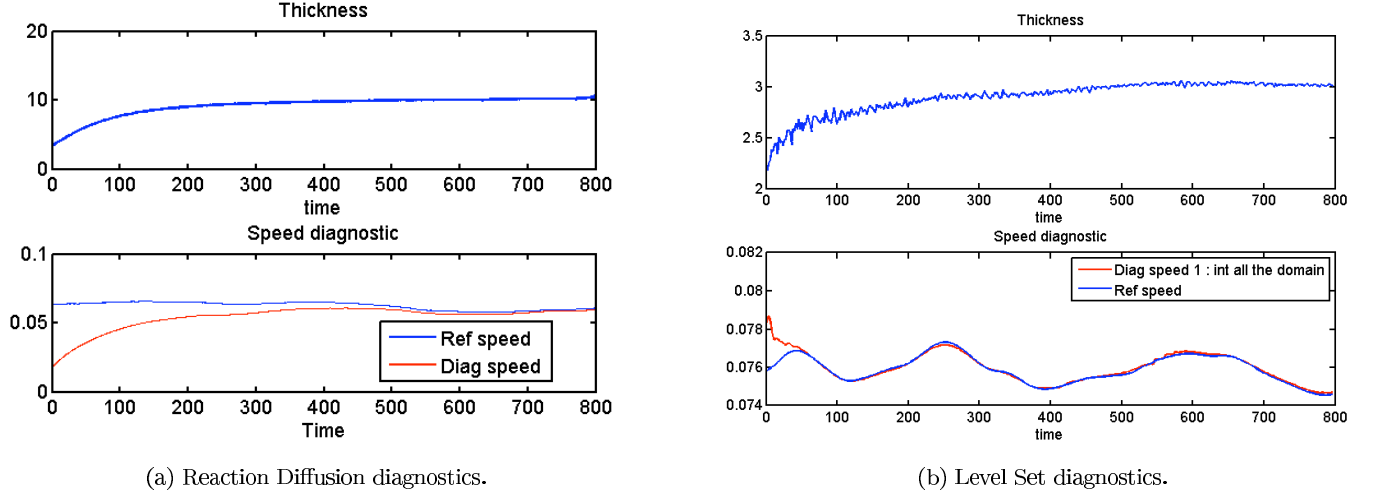 Thickness
20
10
0
0 100 200 300 400 500 600 700 800
time
Speed diagnostic
0.1
0.05
0
Ref speed
Diag speed
0 100 200 300 400 500 600 700 800
Time
(a) Reaction Diffusion diagnostics.
Thickness
3.5
3
2.5
2
0 100 200 300 400 500 600 700 800
time
Speed diagnostic
0.082
0.08
0.078
0.076
0.074
Diag speed 1 : int all the domain
Ref speed
0 100 200 300 400 500 600 700 800
time
(b) Level Set diagnostics.